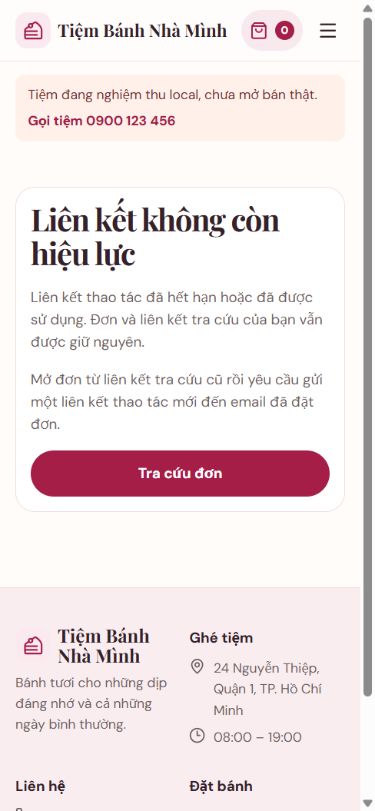 Tiệm Bánh Nhà Mình
0
Tiệm đang nghiệm thu local, chưa mở bán thật.
Gọi tiệm 0900 123 456
Liên kết không còn
hiệu lực
Liên kết thao tác đã hết hạn hoặc đã được
sử dụng. Đơn và liên kết tra cứu của bạn vẫn
được giữ nguyên.
Mở đơn từ liên kết tra cứu cũ rồi yêu cầu gửi
một liên kết thao tác mới đến email đã đặt
đơn.
Tra cứu đơn
Tiệm Bánh
Nhà Mình
Bánh tươi cho những dịp
đáng nhớ và cả những
ngày bình thường.
Ghé tiệm
24 Nguyễn Thiệp,
Quận 1, TP. Hồ Chí
Minh
08:00 – 19:00
Liên hệ
Đặt bánh